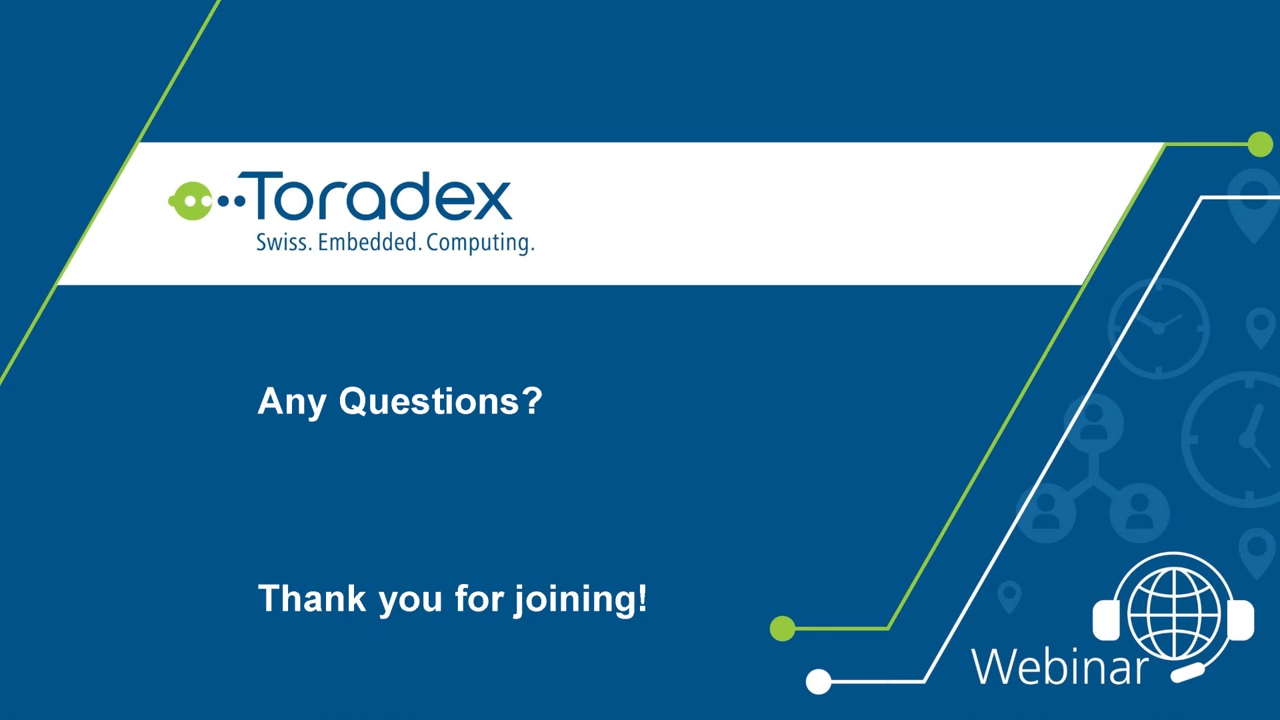 Toradex
Swiss. Embedded. Computing.
Any Questions?
Thank you for joining!
Webinar